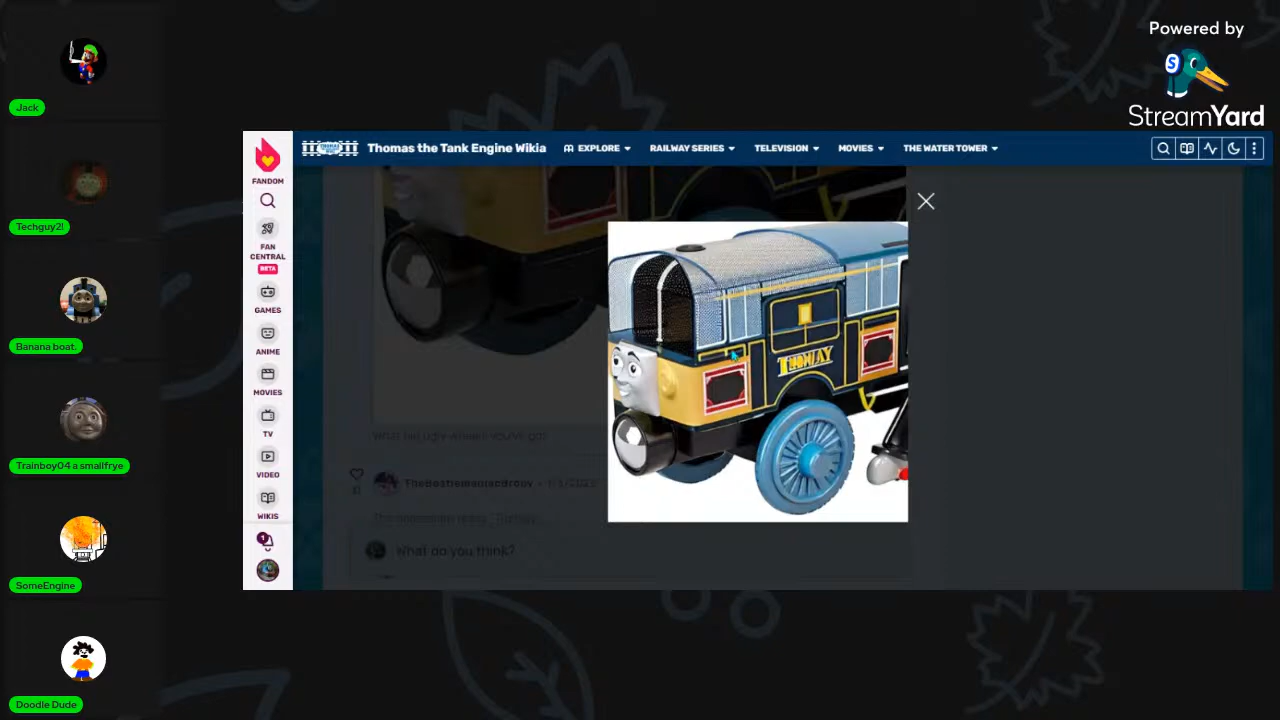 Powered by
StreamYard
Jack
Techguy21
Banana boat.
Trainboy04 a smallfrye
SomeEngine
Doodle Dude
FANDOM
FAN
CENTRAL
BETA
GAMES
ANIME
MOVIES
TV
VIDEO
WIKIS
1
Thomas the Tank Engine Wikia
EXPLORE
RAILWAY SERIES
TELEVISION
MOVIES
THE WATER TOWER
What do you think?